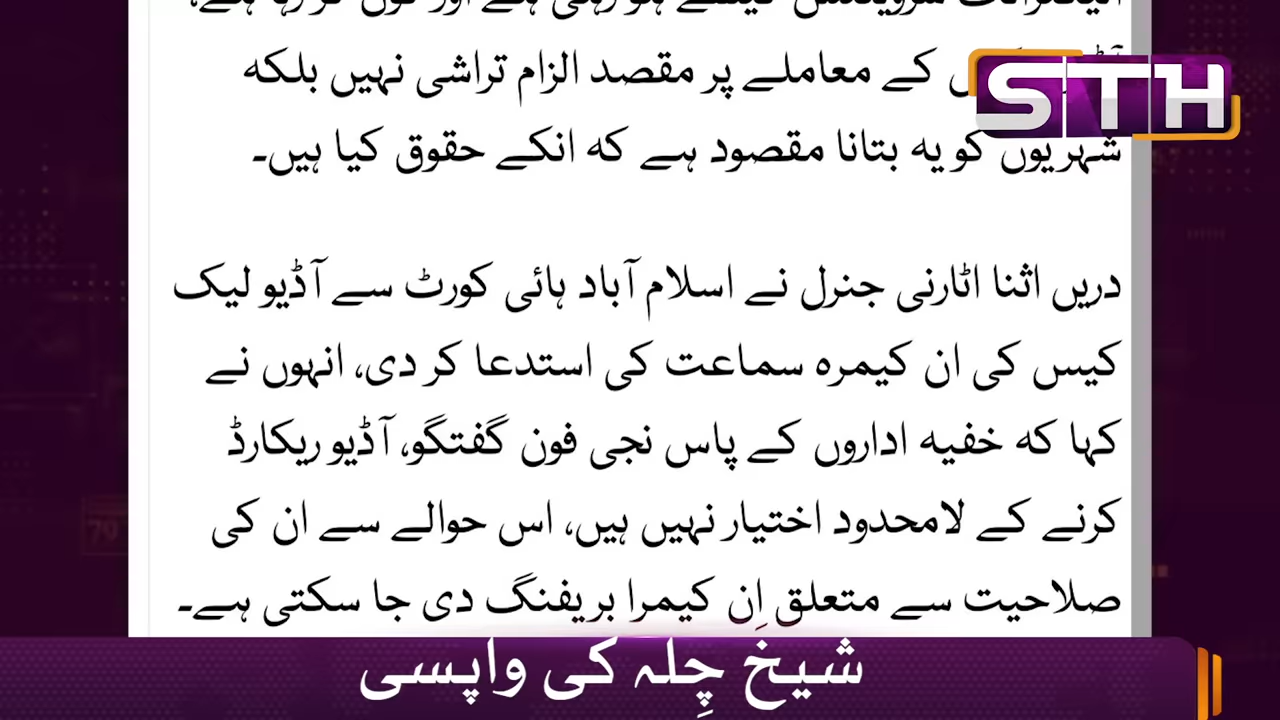 کے معاملے پر مقصد الزام تراشی نہیں بلکہ
شہریوں کو یہ بتانا مقصود ہے کہ انکے حقوق کیا ہیں۔
دریں اثنا اٹارنی جنرل نے اسلام آباد ہائی کورٹ سے آڈیو لیک
کیس کی ان کیمرہ سماعت کی استدعا کر دی، انہوں نے
کہا کہ خفیہ اداروں کے پاس نجی فون گفتگو، آڈیو ریکارڈ
کرنے کے لامحدود اختیار نہیں ہیں، اس حوالے سے ان کی
صلاحیت سے متعلق اِن کیمرا بریفنگ دی جا سکتی ہے۔
STH
شیخ چِلہ کی واپسی